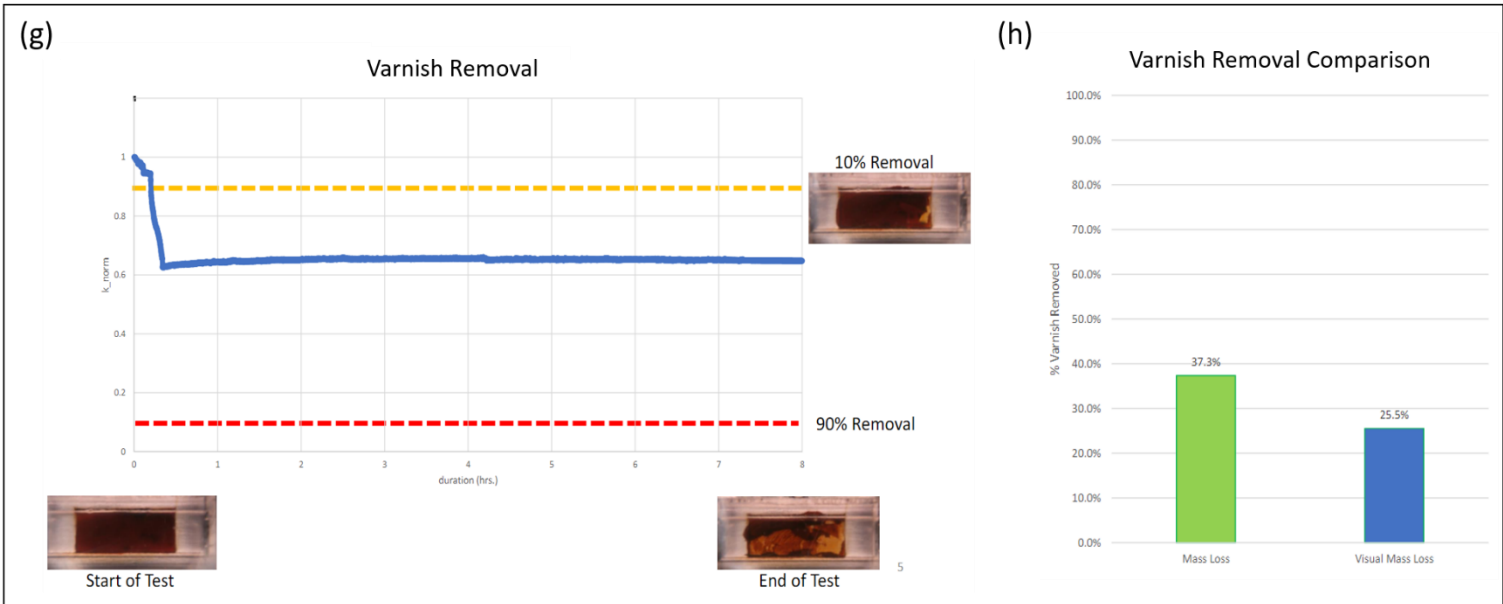 (g)
Varnish Removal
1
0.8
0.6
0.4
0.2
0
k_norm
0 1 2 3 4 5 6 7 8
duration (hrs.)
10% Removal
90% Removal
Start of Test
End of Test
5
(h)
Varnish Removal Comparison
100.0%
90.0%
80.0%
70.0%
60.0%
50.0%
40.0%
30.0%
20.0%
10.0%
0.0%
% Varnish Removed
37.3%
25.5%
Mass Loss Visual Mass Loss